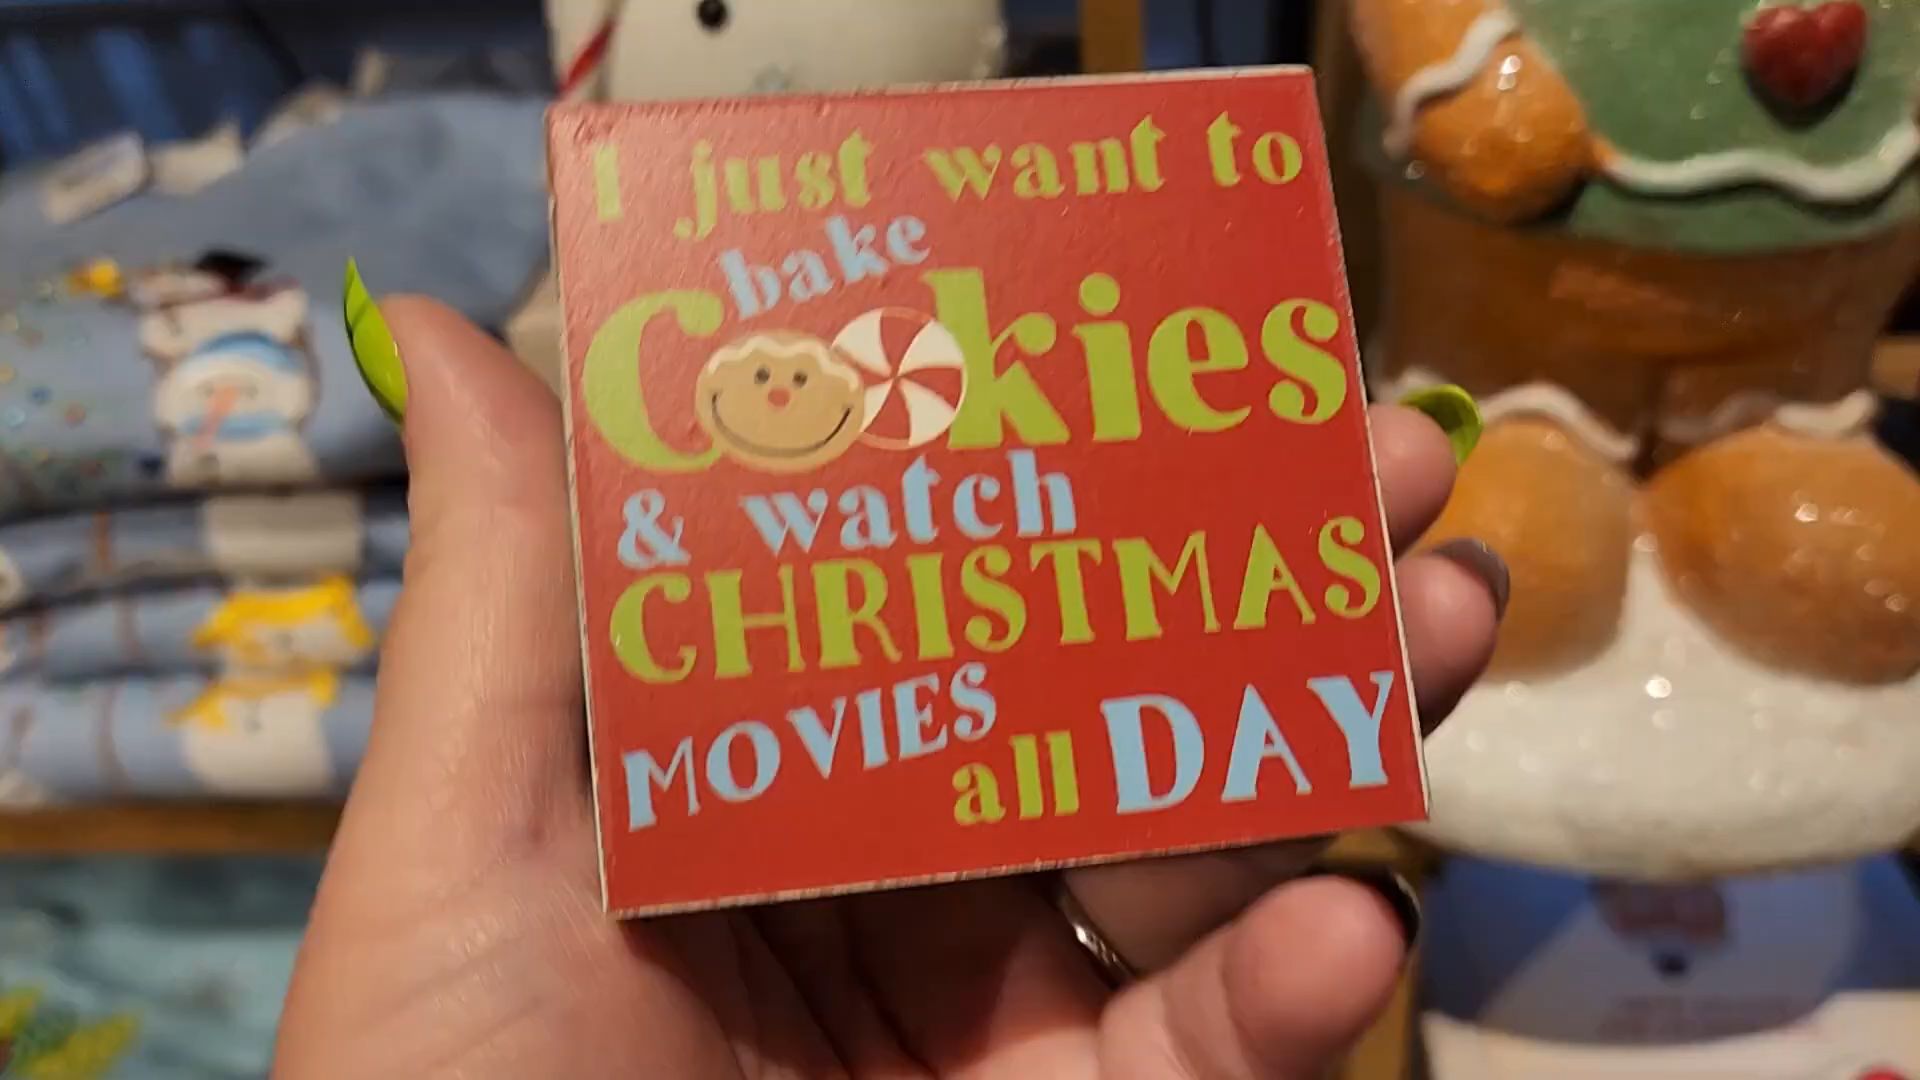 I just want to
bake
Cookies
& watch
CHRISTMAS
MOVIES
all DAY